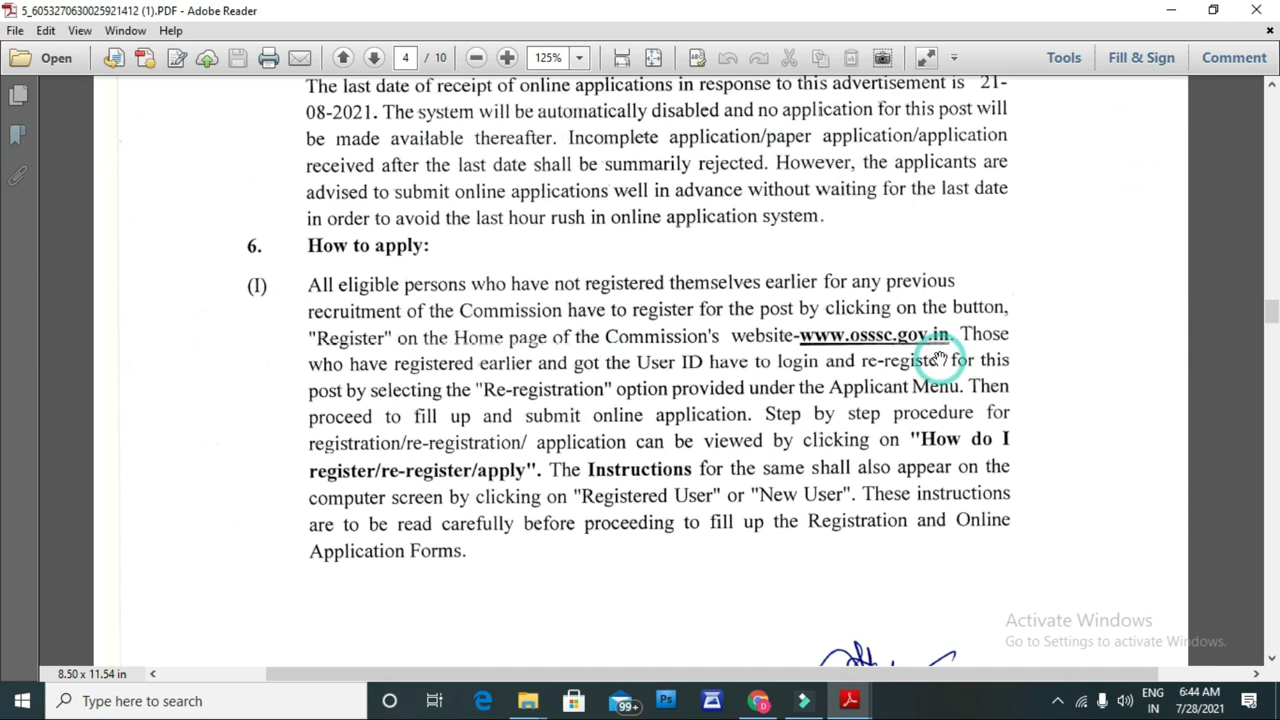 5_6053270630025921412 (1).PDF - Adobe Reader
File Edit View Window Help
Open 4 / 10 125% Tools Fill & Sign Comment
The last date of receipt of online applications in response to this advertisement is 21-
08-2021. The system will be automatically disabled and no application for this post will
be made available thereafter. Incomplete application/paper application/application
received after the last date shall be summarily rejected. However, the applicants are
advised to submit online applications well in advance without waiting for the last date
in order to avoid the last hour rush in online application system.
6. How to apply:
(I) All eligible persons who have not registered themselves earlier for any previous
recruitment of the Commission have to register for the post by clicking on the button,
"Register" on the Home page of the Commission's website-www.osssc.gov.in. Those
who have registered earlier and got the User ID have to login and re-register for this
post by selecting the "Re-registration" option provided under the Applicant Menu. Then
proceed to fill up and submit online application. Step by step procedure for
registration/re-registration/ application can be viewed by clicking on "How do I
register/re-register/apply". The Instructions for the same shall also appear on the
computer screen by clicking on "Registered User" or "New User". These instructions
are to be read carefully before proceeding to fill up the Registration and Online
Application Forms.
Activate Windows
Go to Settings to activate Windows.
8.50 x 11.54 in
Type here to search
99+
Ps
ENG
IN
6:44 AM
7/28/2021